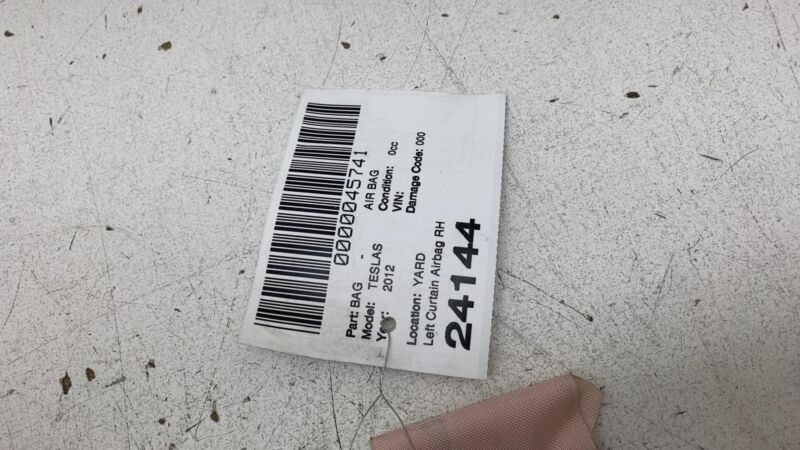 0000045741
Part: BAG - AIR BAG
Model: TESLAS Condition: 0cc
Year: 2012 VIN:
Damage Code: 000
Location: YARD
Left Curtain Airbag RH
24144